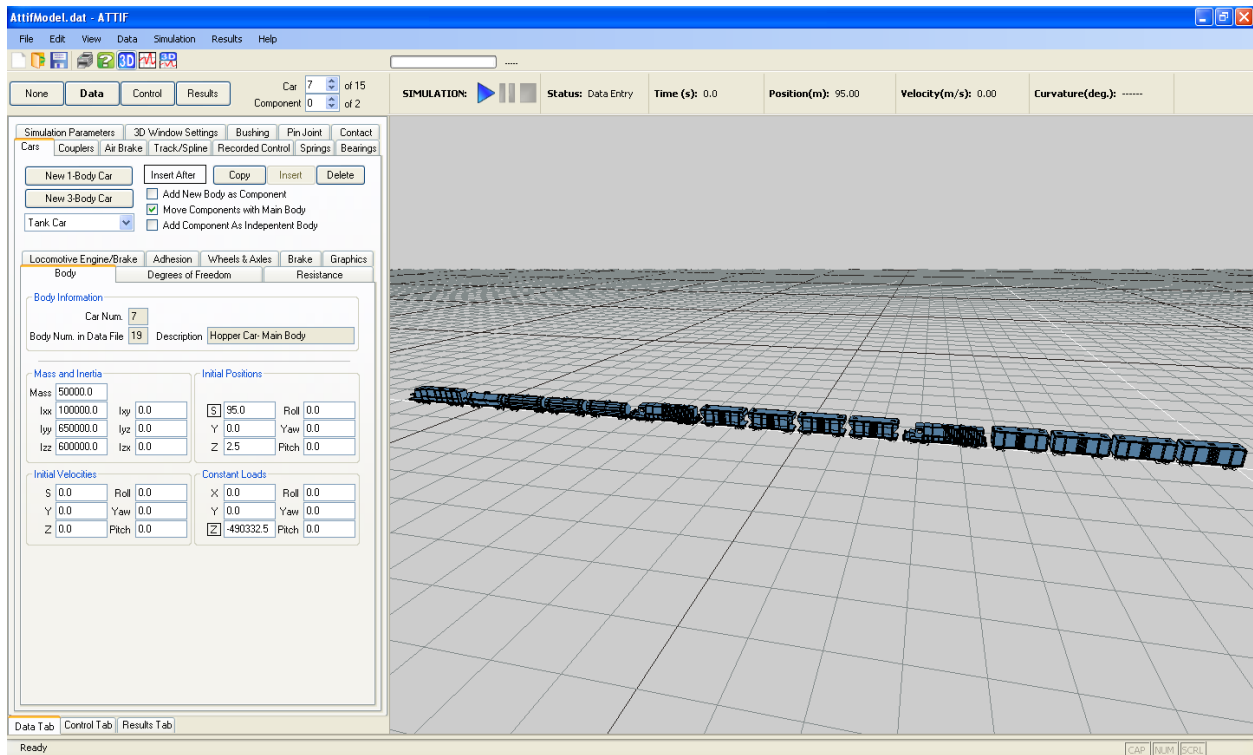 AttifModel.dat - ATTIF
File Edit View Data Simulation Results Help
3D 3D
-----
None Data Control Results
Car 7 of 15
Component 0 of 2
SIMULATION: Status: Data Entry Time (s): 0.0 Position(m): 95.00 Velocity(m/s): 0.00 Curvature(deg.): ------
Simulation Parameters 3D Window Settings Bushing Pin Joint Contact
Cars Couplers Air Brake Track/Spline Recorded Control Springs Bearings
New 1-Body Car Insert After Copy Insert Delete
New 3-Body Car Add New Body as Component
Move Components with Main Body
Tank Car Add Component As Indepentent Body
Locomotive Engine/Brake Adhesion Wheels & Axles Brake Graphics
Body Degrees of Freedom Resistance
Body Information
Car Num. 7
Body Num. in Data File 19 Description Hopper Car- Main Body
Mass and Inertia Initial Positions
Mass 50000.0
Ixx 100000.0 Ixy 0.0 S 95.0 Roll 0.0
Iyy 650000.0 Iyz 0.0 Y 0.0 Yaw 0.0
Izz 600000.0 Izx 0.0 Z 2.5 Pitch 0.0
Initial Velocities Constant Loads
S 0.0 Roll 0.0 X 0.0 Roll 0.0
Y 0.0 Yaw 0.0 Y 0.0 Yaw 0.0
Z 0.0 Pitch 0.0 Z -490332.5 Pitch 0.0
Data Tab Control Tab Results Tab
Ready CAP NUM SCRL